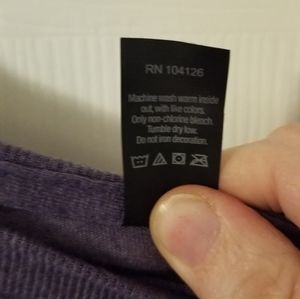 RN 104126
Machine wash warm inside
out, with like colors.
Only non-chlorine bleach.
Tumble dry low.
Do not iron decoration.